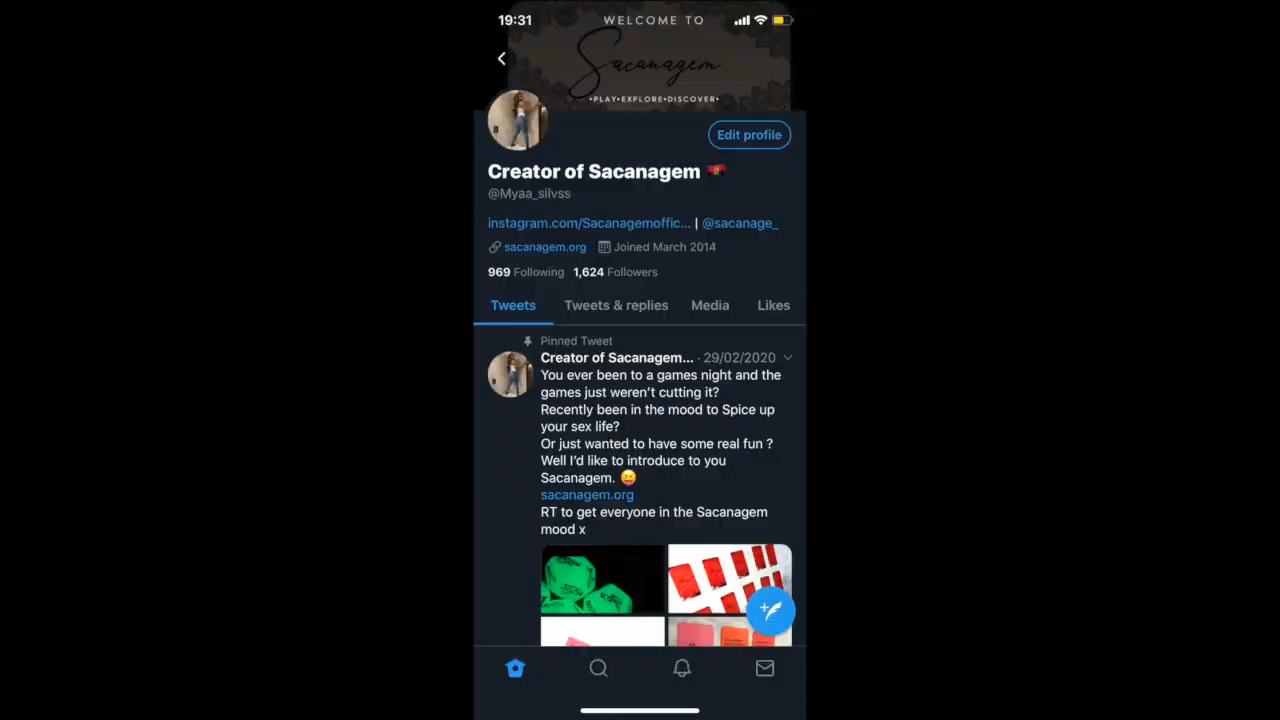 19:31
WELCOME TO
Sacanagem
•PLAY•EXPLORE•DISCOVER•
Edit profile
Creator of Sacanagem
@Myaa_silvss
instagram.com/Sacanagemoffic... | @sacanage_
sacanagem.org Joined March 2014
969 Following 1,624 Followers
Tweets Tweets & replies Media Likes
Pinned Tweet
Creator of Sacanagem... · 29/02/2020
You ever been to a games night and the
games just weren't cutting it?
Recently been in the mood to Spice up
your sex life?
Or just wanted to have some real fun ?
Well I'd like to introduce to you
Sacanagem. 😝
sacanagem.org
RT to get everyone in the Sacanagem
mood x